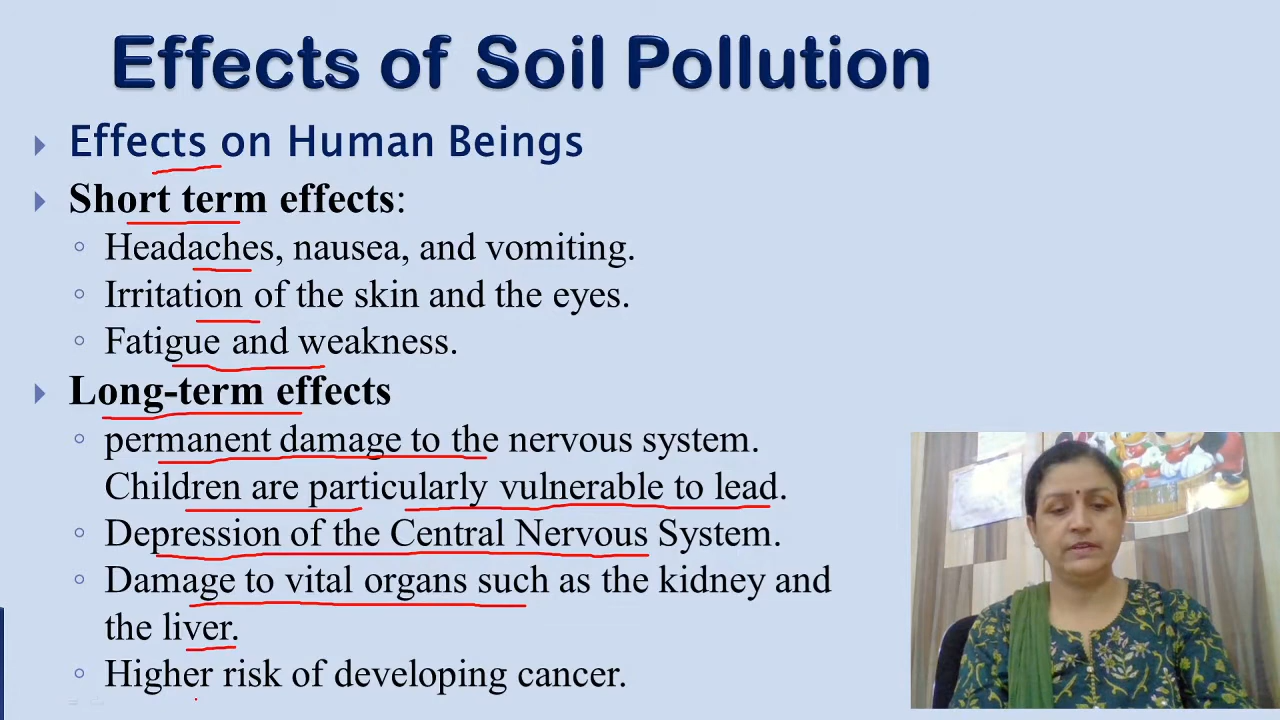 Effects of Soil Pollution
Effects on Human Beings
Short term effects:
Headaches, nausea, and vomiting.
Irritation of the skin and the eyes.
Fatigue and weakness.
Long-term effects
permanent damage to the nervous system.
Children are particularly vulnerable to lead.
Depression of the Central Nervous System.
Damage to vital organs such as the kidney and
the liver.
Higher risk of developing cancer.